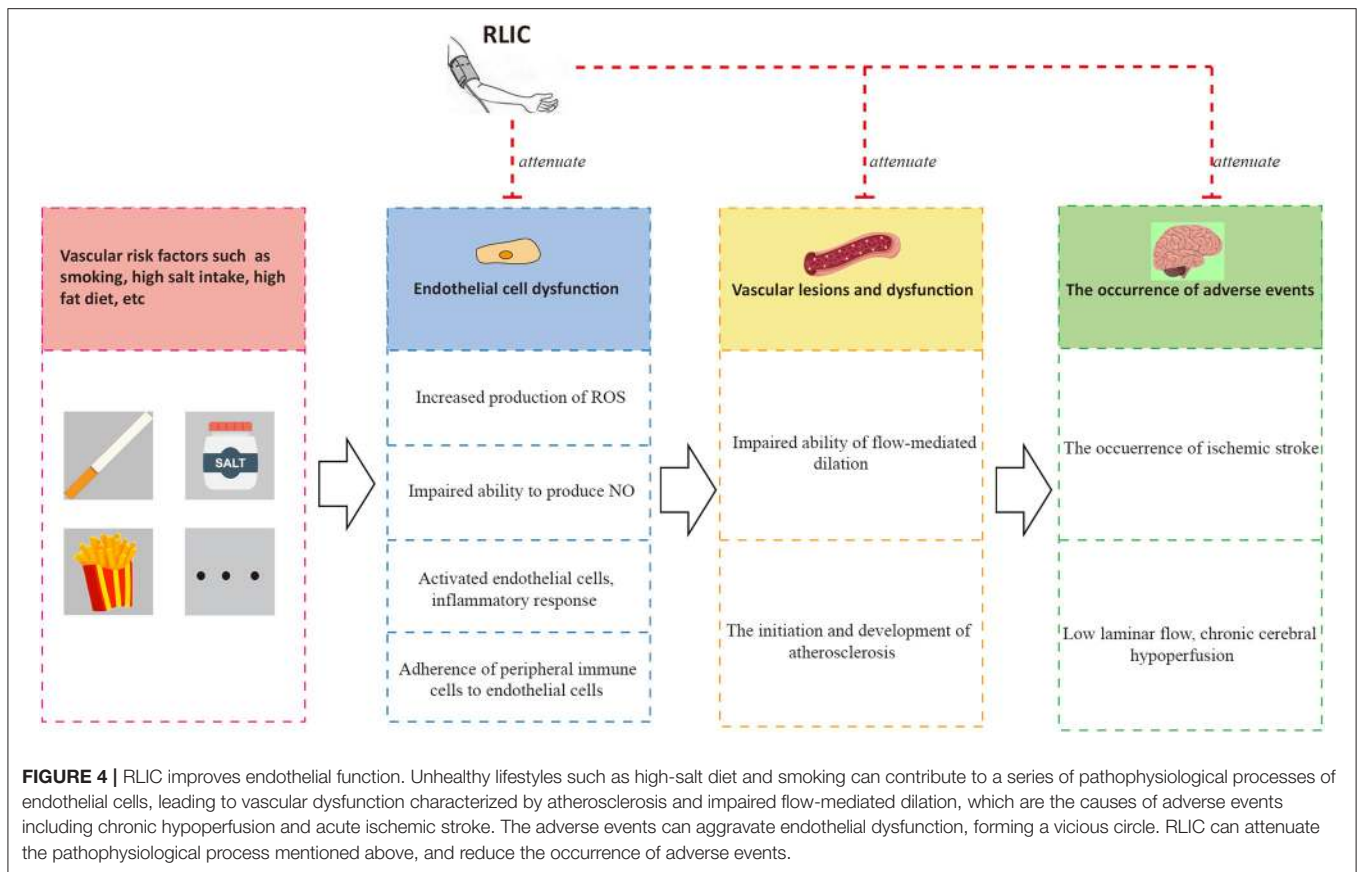 RLIC
attenuate
attenuate
attenuate
Vascular risk factors such as
smoking, high salt intake, high
fat diet, etc
SALT
Endothelial cell dysfunction
Increased production of ROS
Impaired ability to produce NO
Activated endothelial cells,
inflammatory response
Adherence of peripheral immune
cells to endothelial cells
Vascular lesions and dysfunction
Impaired ability of flow-mediated
dilation
The initiation and development of
atherosclerosis
The occurrence of adverse events
The occuerrence of ischemic stroke
Low laminar flow, chronic cerebral
hypoperfusion
FIGURE 4 | RLIC improves endothelial function. Unhealthy lifestyles such as high-salt diet and smoking can contribute to a series of pathophysiological processes of
endothelial cells, leading to vascular dysfunction characterized by atherosclerosis and impaired flow-mediated dilation, which are the causes of adverse events
including chronic hypoperfusion and acute ischemic stroke. The adverse events can aggravate endothelial dysfunction, forming a vicious circle. RLIC can attenuate
the pathophysiological process mentioned above, and reduce the occurrence of adverse events.